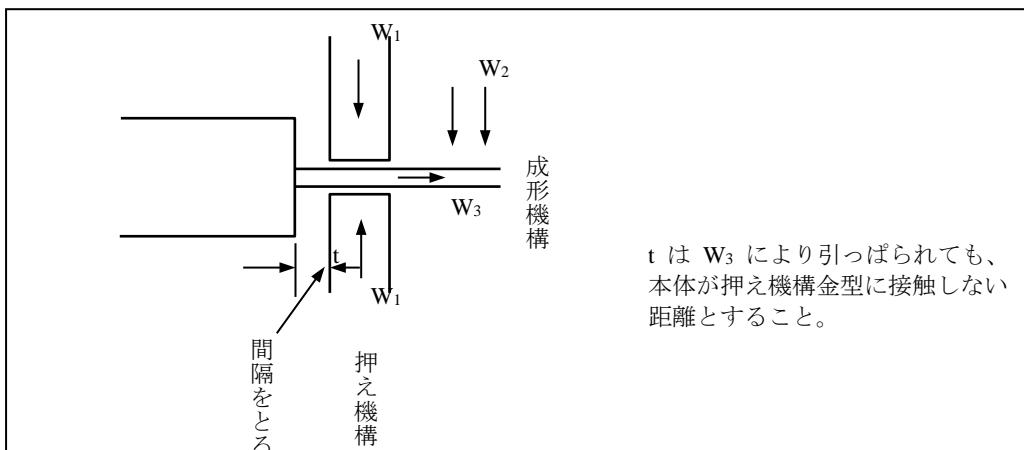 W₁
W₂
成形機構
W₃
t
W₁
t は W₃ により引っぱられても、
本体が押え機構金型に接触しない
距離とすること。
間隔をとる
押え機構